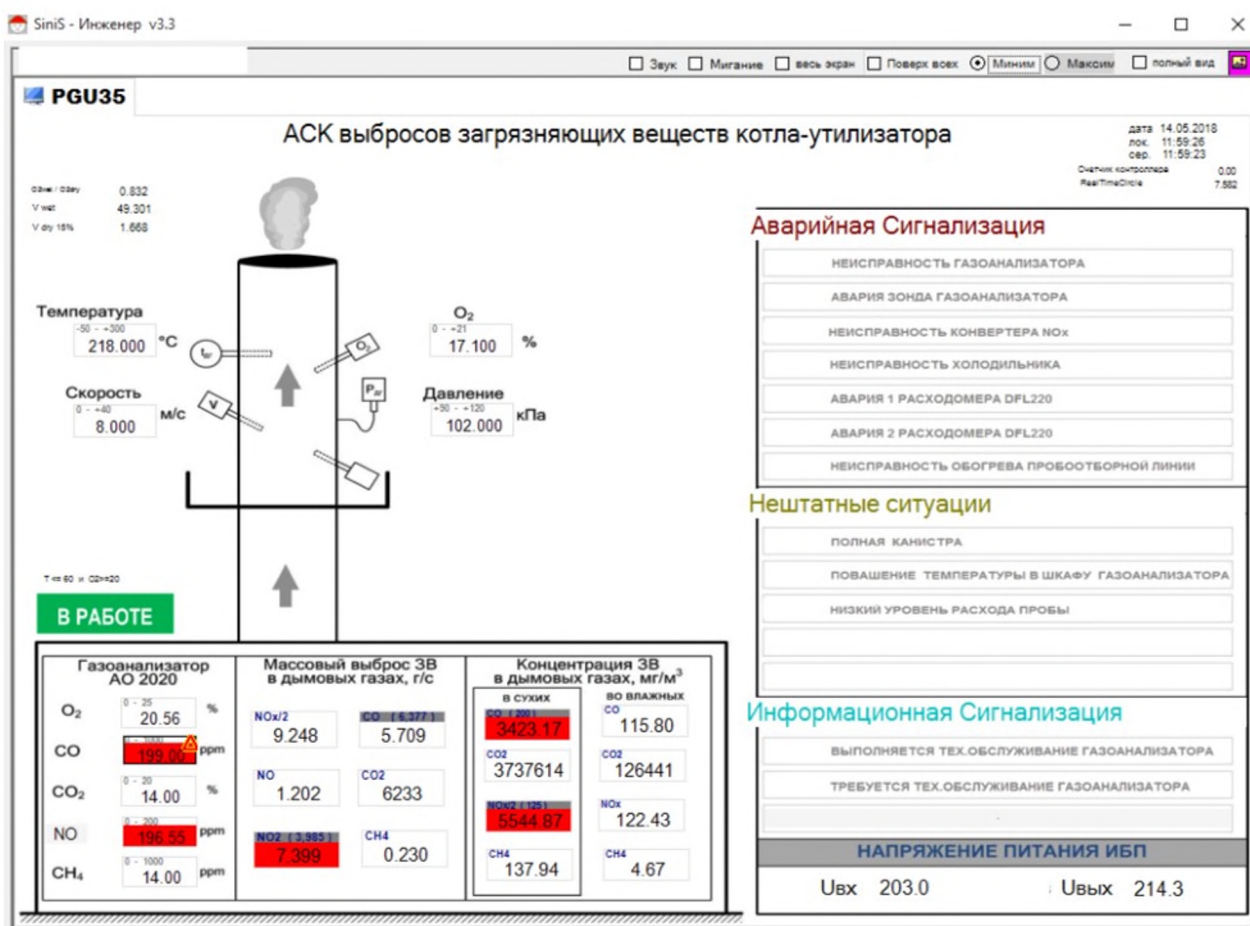 SiniS - Инженер v3.3
Звук Мигание весь экран Поверх всех Миним Максим полный вид
PGU35
АСК выбросов загрязняющих веществ котла-утилизатора
дата 14.05.2018
лок. 11:59:26
сер. 11:59:23
Счетчик контроллера 0.00
RealTimeCircle 7.582
0.832
V wet 49.301
V dry 15% 1.668
Температура
-50 - +300
218.000 °C
Скорость
0 - +40
8.000 м/с
O₂
0 - +21
17.100 %
Давление
+50 - +120
102.000 кПа
O₂
V
T <= 60 и O2>=20
В РАБОТЕ
Газоанализатор
АО 2020
O₂ 0 - 25
20.56 %
CO 0 - 1000
199.00 ppm
CO₂ 0 - 20
14.00 %
NO 0 - 200
196.55 ppm
CH₄ 0 - 1000
14.00 ppm
Массовый выброс ЗВ
в дымовых газах, г/с
NOx/2
9.248
CO (6,377)
5.709
NO
1.202
CO2
6233
NO2 (3,985)
7.399
CH4
0.230
Концентрация ЗВ
в дымовых газах, мг/м³
В СУХИХ
CO (200)
3423.17
CO2
3737614
NOx/2 (125)
5544.87
CH4
137.94
ВО ВЛАЖНЫХ
CO
115.80
CO2
126441
NOx
122.43
CH4
4.67
Аварийная Сигнализация
НЕИСПРАВНОСТЬ ГАЗОАНАЛИЗАТОРА
АВАРИЯ ЗОНДА ГАЗОАНАЛИЗАТОРА
НЕИСПРАВНОСТЬ КОНВЕРТЕРА NOx
НЕИСПРАВНОСТЬ ХОЛОДИЛЬНИКА
АВАРИЯ 1 РАСХОДОМЕРА DFL220
АВАРИЯ 2 РАСХОДОМЕРА DFL220
НЕИСПРАВНОСТЬ ОБОГРЕВА ПРОБООТБОРНОЙ ЛИНИИ
Нештатные ситуации
ПОЛНАЯ КАНИСТРА
ПОВАШЕНИЕ ТЕМПЕРАТУРЫ В ШКАФУ ГАЗОАНАЛИЗАТОРА
НИЗКИЙ УРОВЕНЬ РАСХОДА ПРОБЫ
Информационная Сигнализация
ВЫПОЛНЯЕТСЯ ТЕХ.ОБСЛУЖИВАНИЕ ГАЗОАНАЛИЗАТОРА
ТРЕБУЕТСЯ ТЕХ.ОБСЛУЖИВАНИЕ ГАЗОАНАЛИЗАТОРА
НАПРЯЖЕНИЕ ПИТАНИЯ ИБП
Uвх 203.0 Uвых 214.3